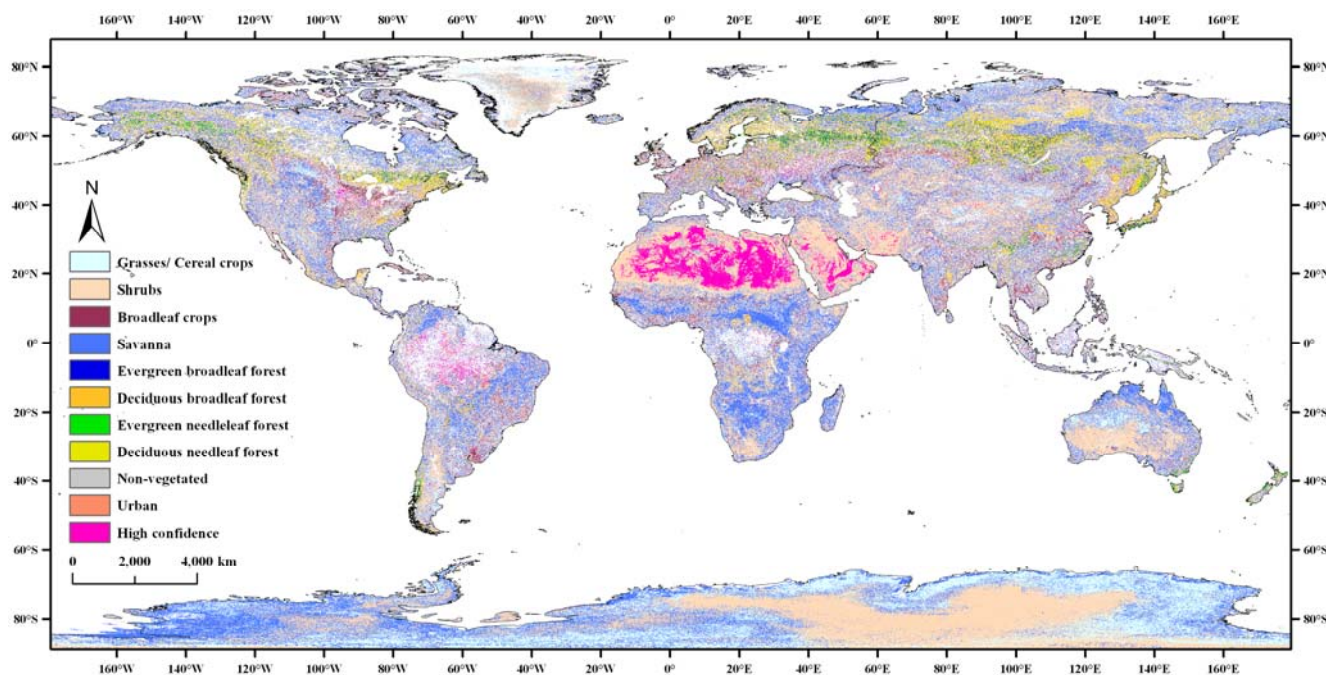 160°W 140°W 120°W 100°W 80°W 60°W 40°W 20°W 0° 20°E 40°E 60°E 80°E 100°E 120°E 140°E 160°E
80°N 80°N
60°N 60°N
40°N 40°N
20°N 20°N
0° 0°
20°S 20°S
40°S 40°S
60°S 60°S
80°S 80°S
N
Grasses/ Cereal crops
Shrubs
Broadleaf crops
Savanna
Evergreen broadleaf forest
Deciduous broadleaf forest
Evergreen needleleaf forest
Deciduous needleaf forest
Non-vegetated
Urban
High confidence
0 2,000 4,000 km
160°W 140°W 120°W 100°W 80°W 60°W 40°W 20°W 0° 20°E 40°E 60°E 80°E 100°E 120°E 140°E 160°E